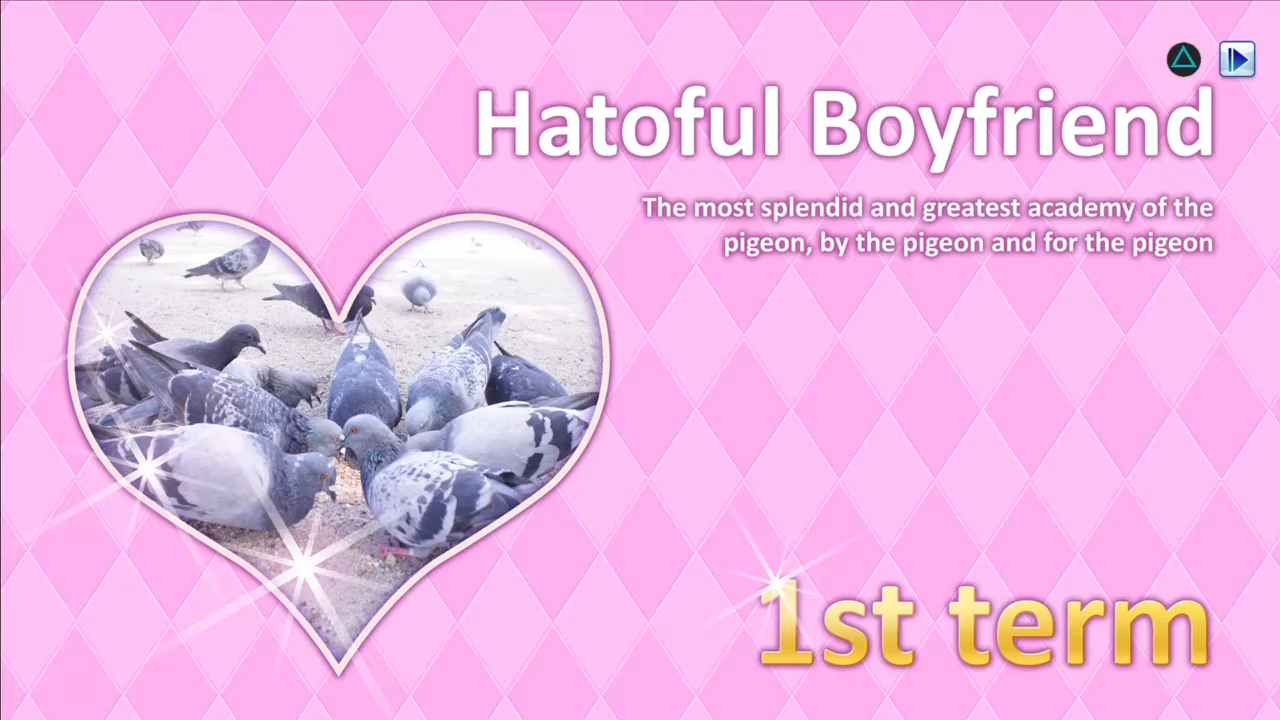 Hatoful Boyfriend
The most splendid and greatest academy of the
pigeon, by the pigeon and for the pigeon
1st term